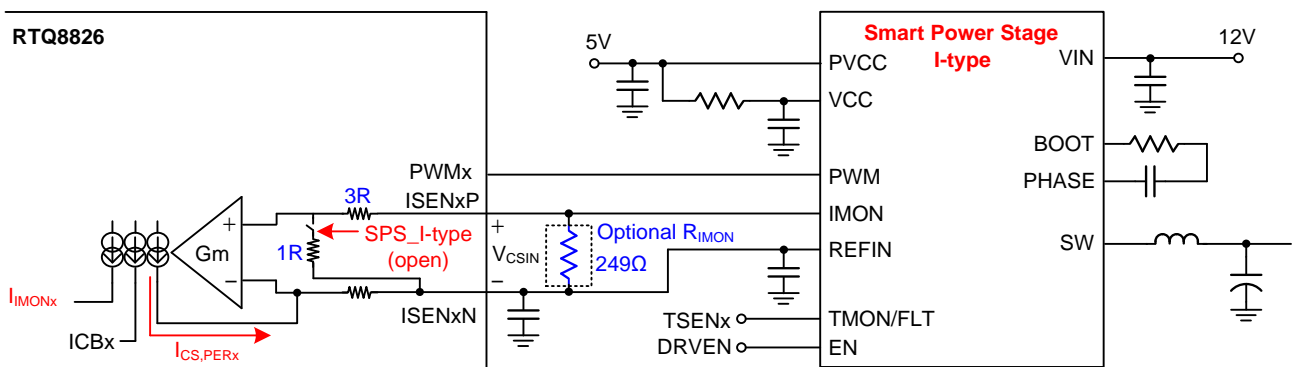 RTQ8826
5V
Smart Power Stage
I-type
12V
PVCC
VIN
VCC
BOOT
PHASE
PWMx
PWM
ISENxP
IMON
3R
+
Gm
−
SPS_I-type
(open)
1R
+
VCSIN
−
Optional RIMON
249Ω
REFIN
SW
IIMONx
ISENxN
ICBx
ICS,PERx
TSENx
TMON/FLT
DRVEN
EN